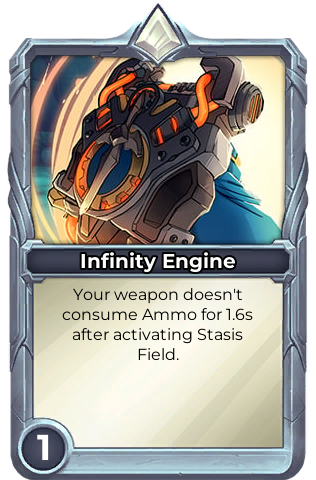 Infinity Engine
Your weapon doesn't
consume Ammo for 1.6s
after activating Stasis
Field.
1